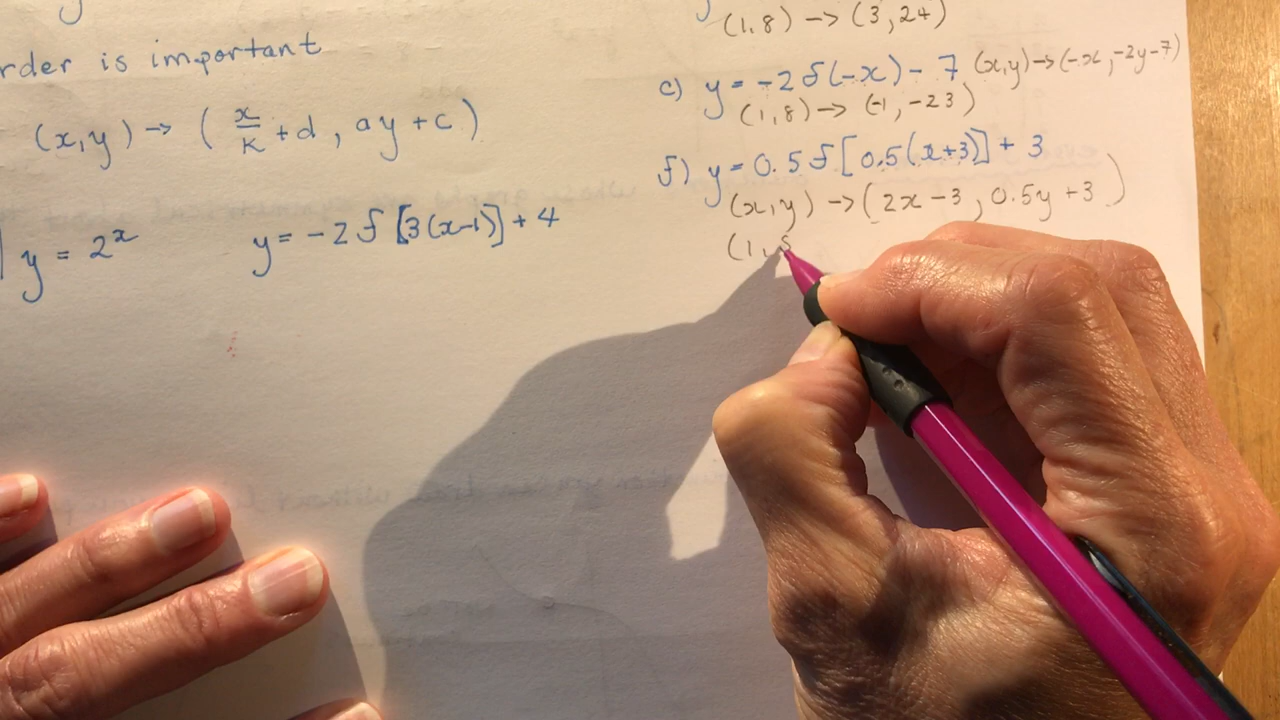 rder is important
(x,y) → ( x/k + d , ay + c )
y = 2^x
y = -2 f [3(x-1)] + 4
(1,8) → (3,24)
c) y = -2 f(-x) - 7 (x,y) → (-x, -2y-7)
(1,8) → (-1, -23)
f) y = 0.5 f [0.5(x+3)] + 3
(x,y) → (2x-3, 0.5y+3)
(1,8